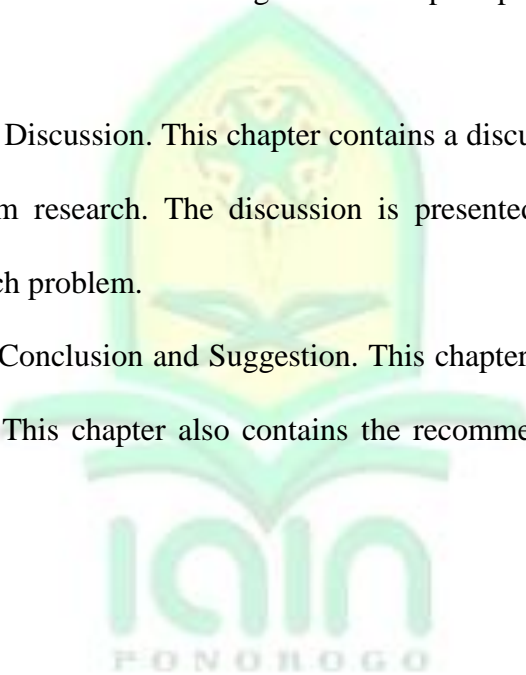 Discussion. This chapter contains a discu
m research. The discussion is presented
ch problem.
Conclusion and Suggestion. This chapter
This chapter also contains the recomme
iain
PONOROGO